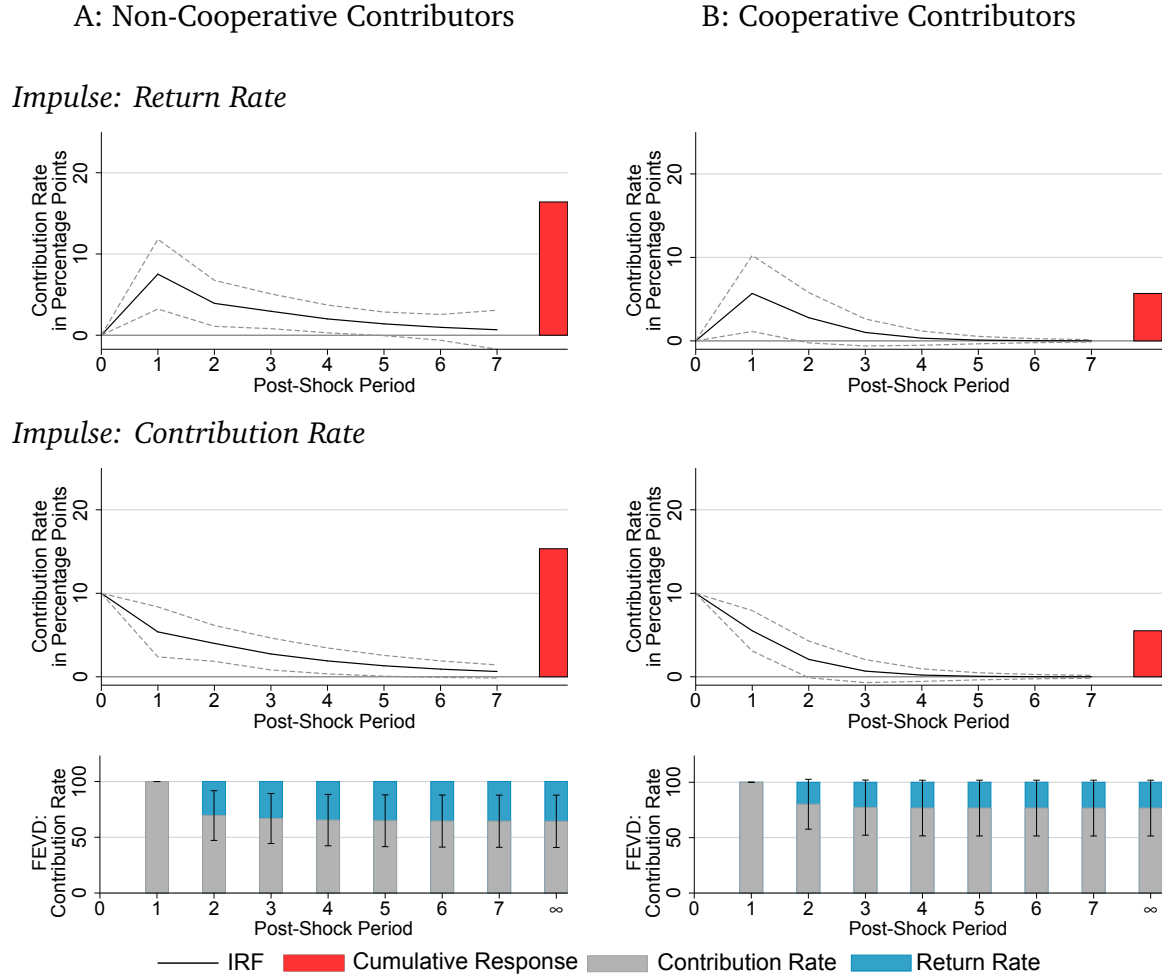 A: Non-Cooperative Contributors
B: Cooperative Contributors
Impulse: Return Rate
Contribution Rate
in Percentage Points
0
10
20
0 1 2 3 4 5 6 7
Post-Shock Period
Contribution Rate
in Percentage Points
0
10
20
0 1 2 3 4 5 6 7
Post-Shock Period
Impulse: Contribution Rate
Contribution Rate
in Percentage Points
0
10
20
0 1 2 3 4 5 6 7
Post-Shock Period
Contribution Rate
in Percentage Points
0
10
20
0 1 2 3 4 5 6 7
Post-Shock Period
FEVD:
Contribution Rate
0
50
100
0 1 2 3 4 5 6 7 ∞
Post-Shock Period
FEVD:
Contribution Rate
0
50
100
0 1 2 3 4 5 6 7 ∞
Post-Shock Period
IRF Cumulative Response Contribution Rate Return Rate